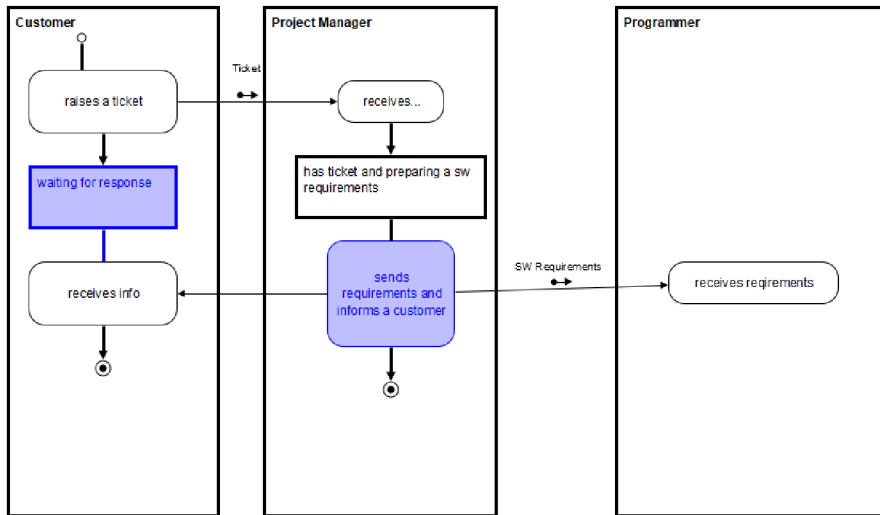 Customer
Project Manager
Programmer
Ticket
raises a ticket
receives...
waiting for response
has ticket and preparing a sw
requirements
SW Requirements
receives info
sends
requirements and
informs a customer
receives reqirements